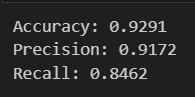 Accuracy: 0.9291
Precision: 0.9172
Recall: 0.8462